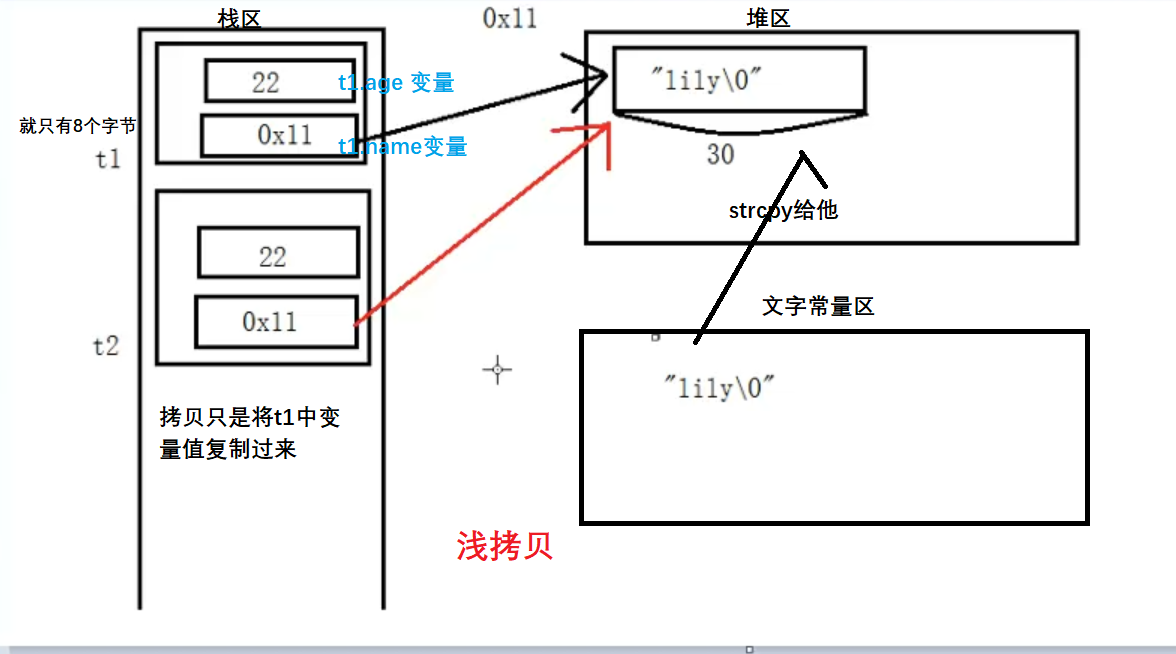 栈区
0x11
堆区
22
t1.age 变量
"lily\0"
就只有8个字节
0x11
t1.name变量
t1
30
strcpy给他
22
文字常量区
0x11
t2
"lily\0"
拷贝只是将t1中变
量值复制过来
浅拷贝